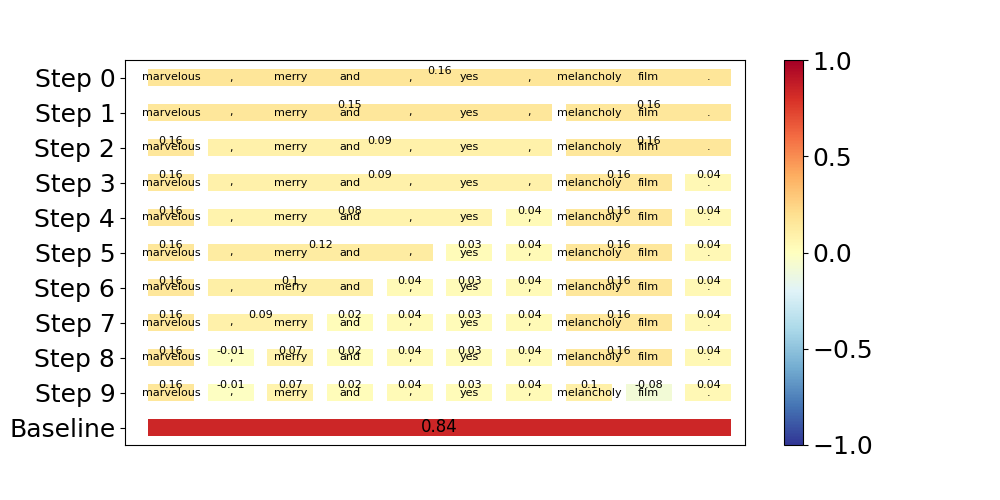 0.16
Step 0 marvelous , merry and , yes , melancholy film .
0.15 0.16
Step 1 marvelous , merry and , yes , melancholy film .
0.16 0.09 0.16
Step 2 marvelous , merry and , yes , melancholy film .
0.16 0.09 0.16 0.04
Step 3 marvelous , merry and , yes , melancholy film .
0.16 0.08 0.04 0.16 0.04
Step 4 marvelous , merry and , yes , melancholy film .
0.16 0.12 0.03 0.04 0.16 0.04
Step 5 marvelous , merry and , yes , melancholy film .
0.16 0.1 0.04 0.03 0.04 0.16 0.04
Step 6 marvelous , merry and , yes , melancholy film .
0.16 0.09 0.02 0.04 0.03 0.04 0.16 0.04
Step 7 marvelous , merry and , yes , melancholy film .
0.16 -0.01 0.07 0.02 0.04 0.03 0.04 0.16 0.04
Step 8 marvelous , merry and , yes , melancholy film .
0.16 -0.01 0.07 0.02 0.04 0.03 0.04 0.1 -0.08 0.04
Step 9 marvelous , merry and , yes , melancholy film .
Baseline 0.84
1.0
0.5
0.0
−0.5
−1.0